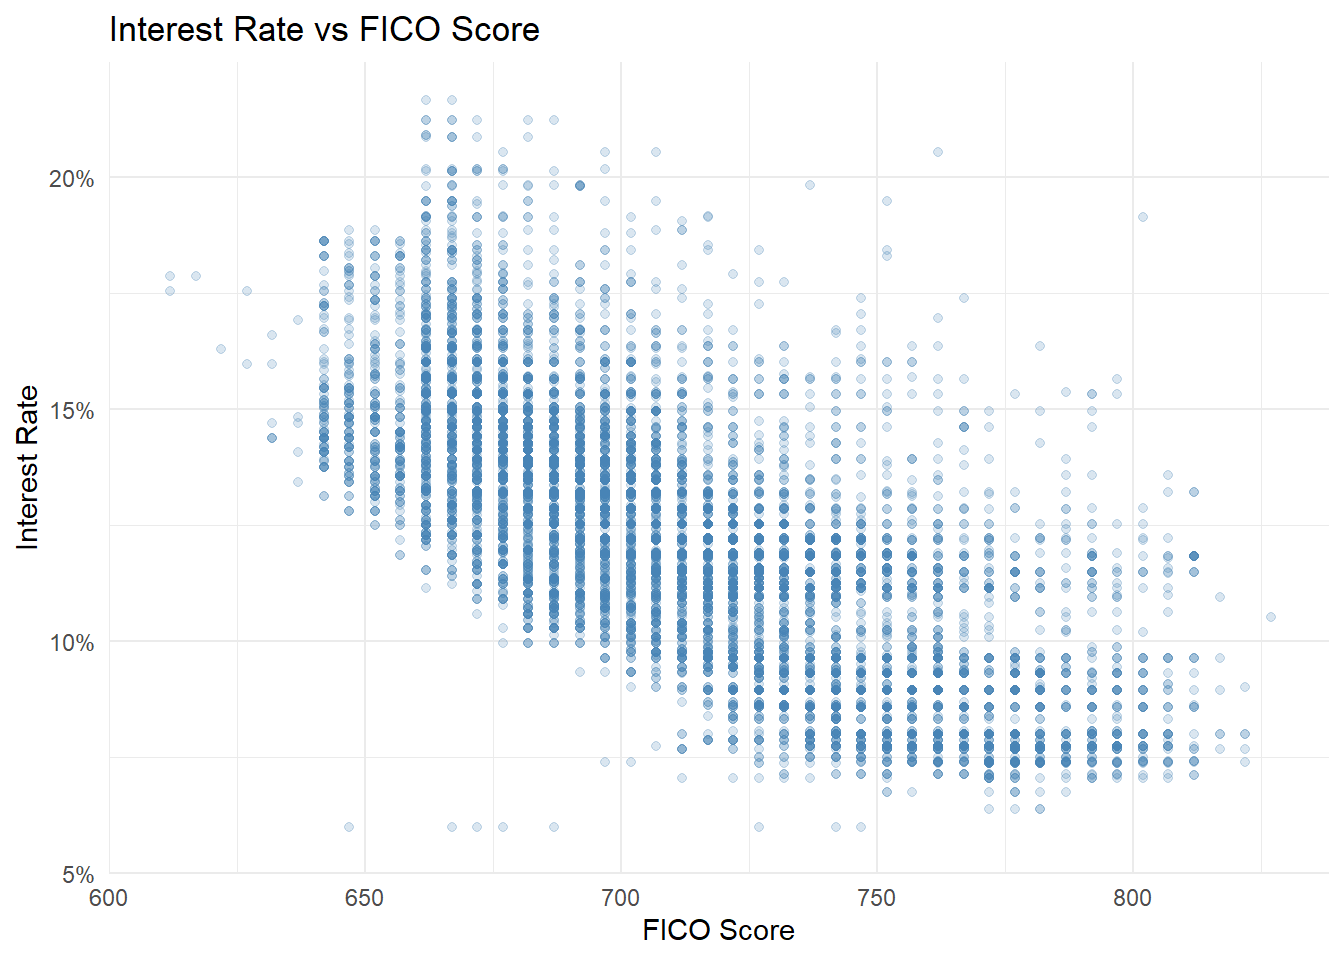 Interest Rate vs FICO Score
20%
15%
10%
5%
Interest Rate
600 650 700 750 800
FICO Score